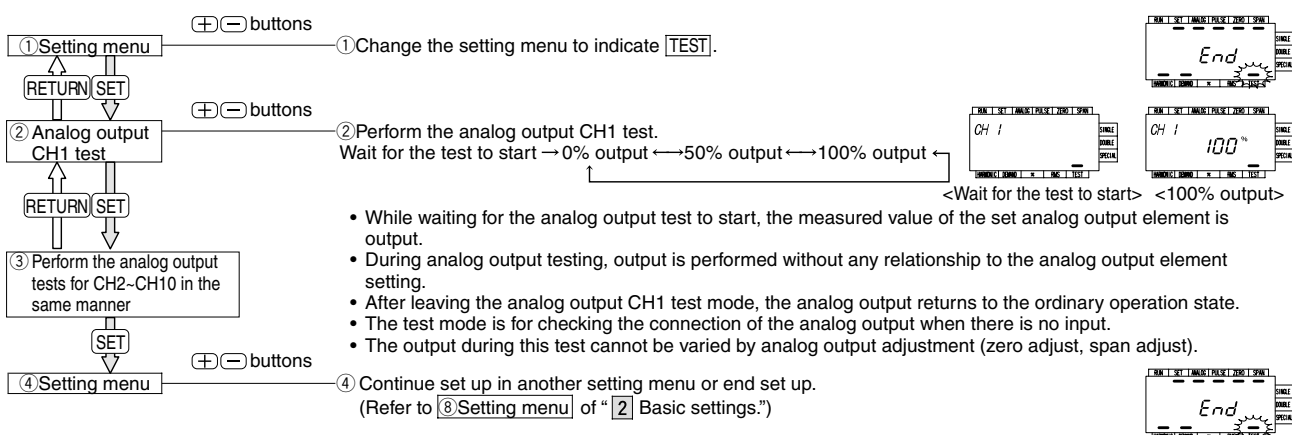 ⊕⊖buttons
①Setting menu
①Change the setting menu to indicate TEST.
RUN SET ANALOG PULSE ZERO SPAN
End
SINGLE
DOUBLE
SPECIAL
HARMONIC DEMAND RMS TEST
RETURN SET
⊕⊖buttons
② Analog output
CH1 test
②Perform the analog output CH1 test.
Wait for the test to start →0% output ←→50% output←→100% output
RUN SET ANALOG PULSE ZERO SPAN
CH 1
SINGLE
DOUBLE
SPECIAL
HARMONIC DEMAND RMS TEST
<Wait for the test to start>
RUN SET ANALOG PULSE ZERO SPAN
CH 1
100 %
SINGLE
DOUBLE
SPECIAL
HARMONIC DEMAND RMS TEST
<100% output>
RETURN SET
• While waiting for the analog output test to start, the measured value of the set analog output element is
output.
• During analog output testing, output is performed without any relationship to the analog output element
setting.
• After leaving the analog output CH1 test mode, the analog output returns to the ordinary operation state.
• The test mode is for checking the connection of the analog output when there is no input.
• The output during this test cannot be varied by analog output adjustment (zero adjust, span adjust).
③ Perform the analog output
tests for CH2~CH10 in the
same manner
SET
⊕⊖buttons
④Setting menu
④ Continue set up in another setting menu or end set up.
(Refer to ⑧Setting menu of " 2 Basic settings.")
RUN SET ANALOG PULSE ZERO SPAN
End
SINGLE
DOUBLE
SPECIAL